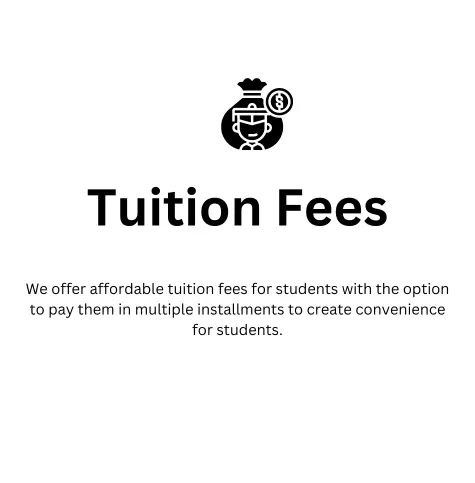 Tuition Fees
We offer affordable tuition fees for students with the option
to pay them in multiple installments to create convenience
for students.